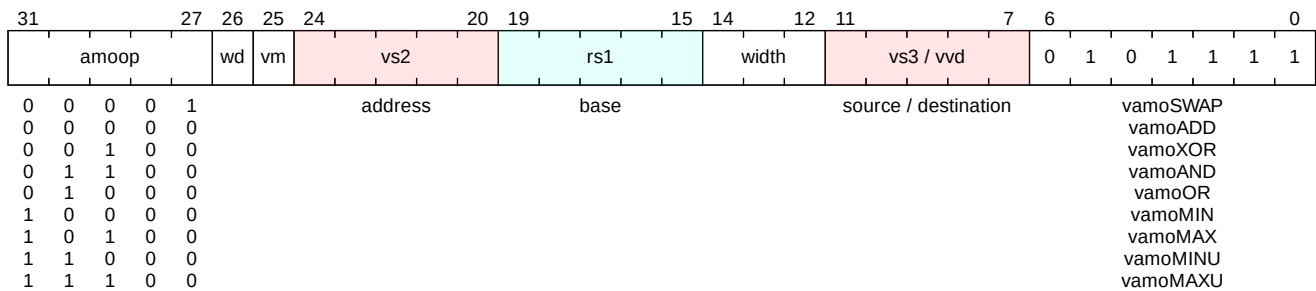 31 27 26 25 24 20 19 15 14 12 11 7 6 0
amoop wd vm vs2 rs1 width vs3 / vvd 0 1 0 1 1 1 1
0 0 0 0 1 address base source / destination vamoSWAP
0 0 0 0 0 vamoADD
0 0 1 0 0 vamoXOR
0 1 1 0 0 vamoAND
0 1 0 0 0 vamoOR
1 0 0 0 0 vamoMIN
1 0 1 0 0 vamoMAX
1 1 0 0 0 vamoMINU
1 1 1 0 0 vamoMAXU